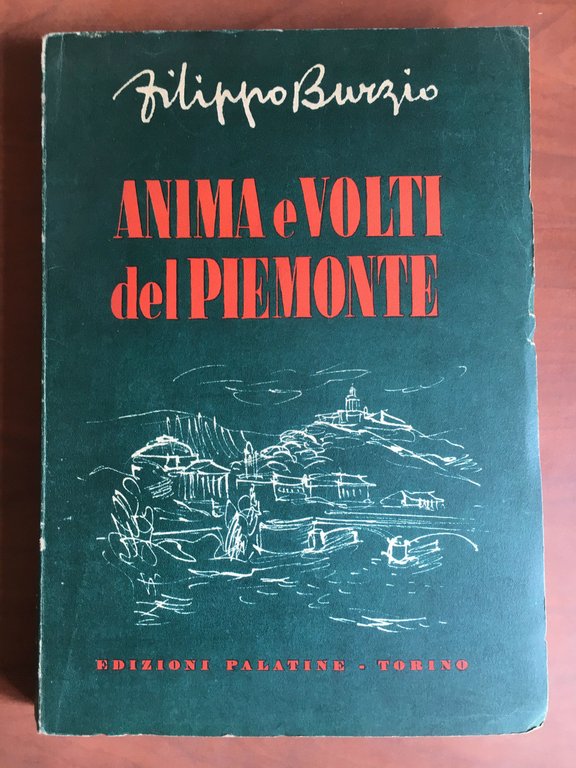 Filippo Burzio
ANIMA e VOLTI
del PIEMONTE
EDIZIONI PALATINE - TORINO